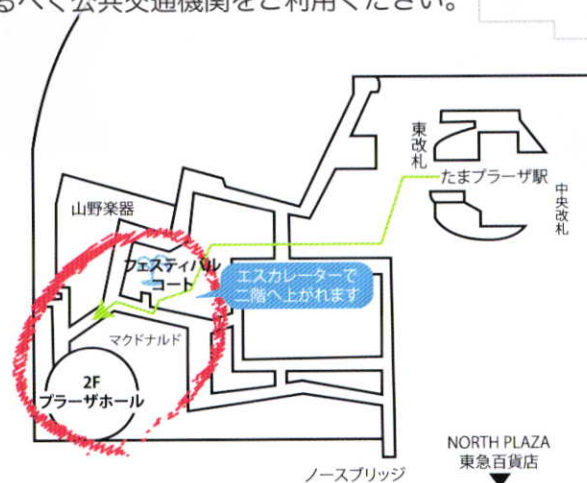 るべく公共交通機関をご利用ください。
東改札
たまプラーザ駅
中央改札
山野楽器
フェスティバル
コート
エスカレーターで
二階へ上がれます
マクドナルド
2F
プラーザホール
NORTH PLAZA
東急百貨店
ノースブリッジ